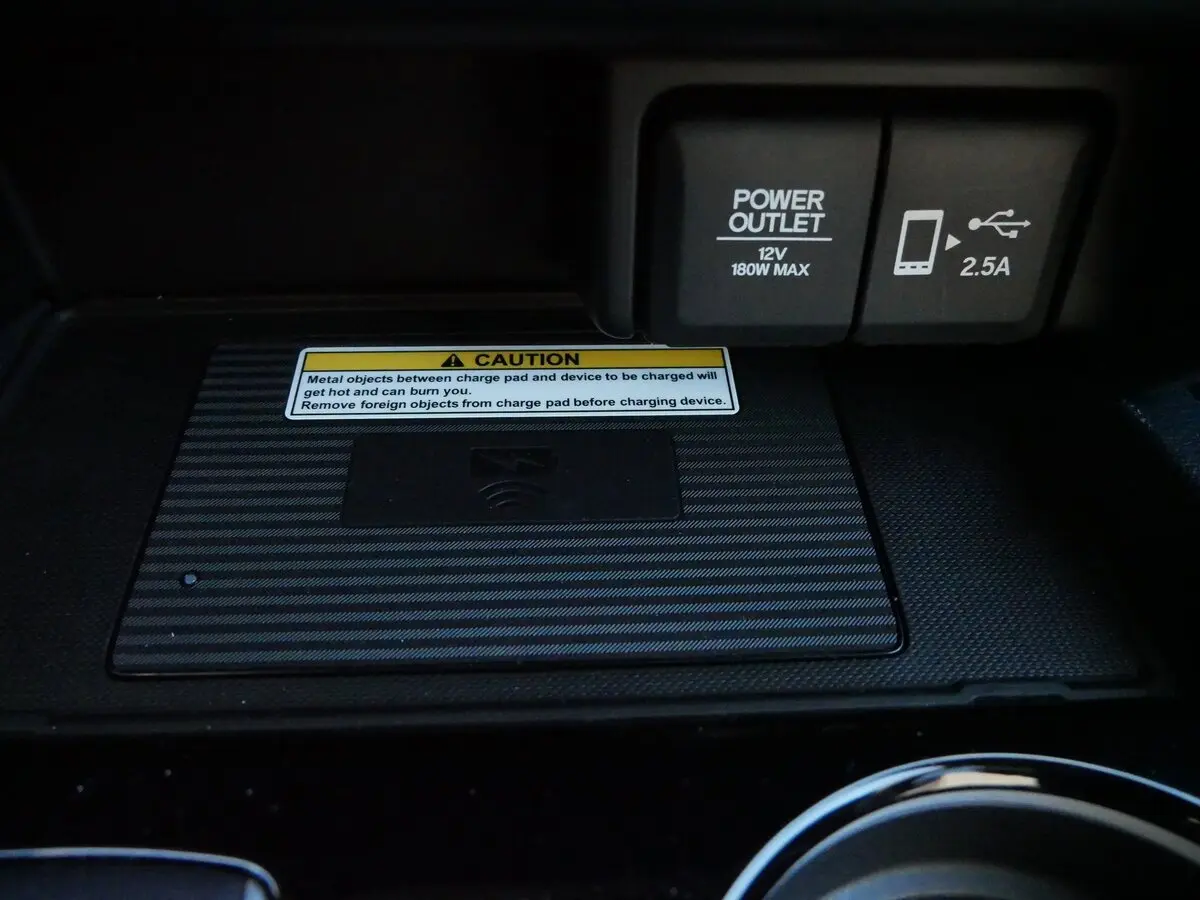 POWER
OUTLET
12V
180W MAX
2.5A
CAUTION
Metal objects between charge pad and device to be charged will
get hot and can burn you.
Remove foreign objects from charge pad before charging device.